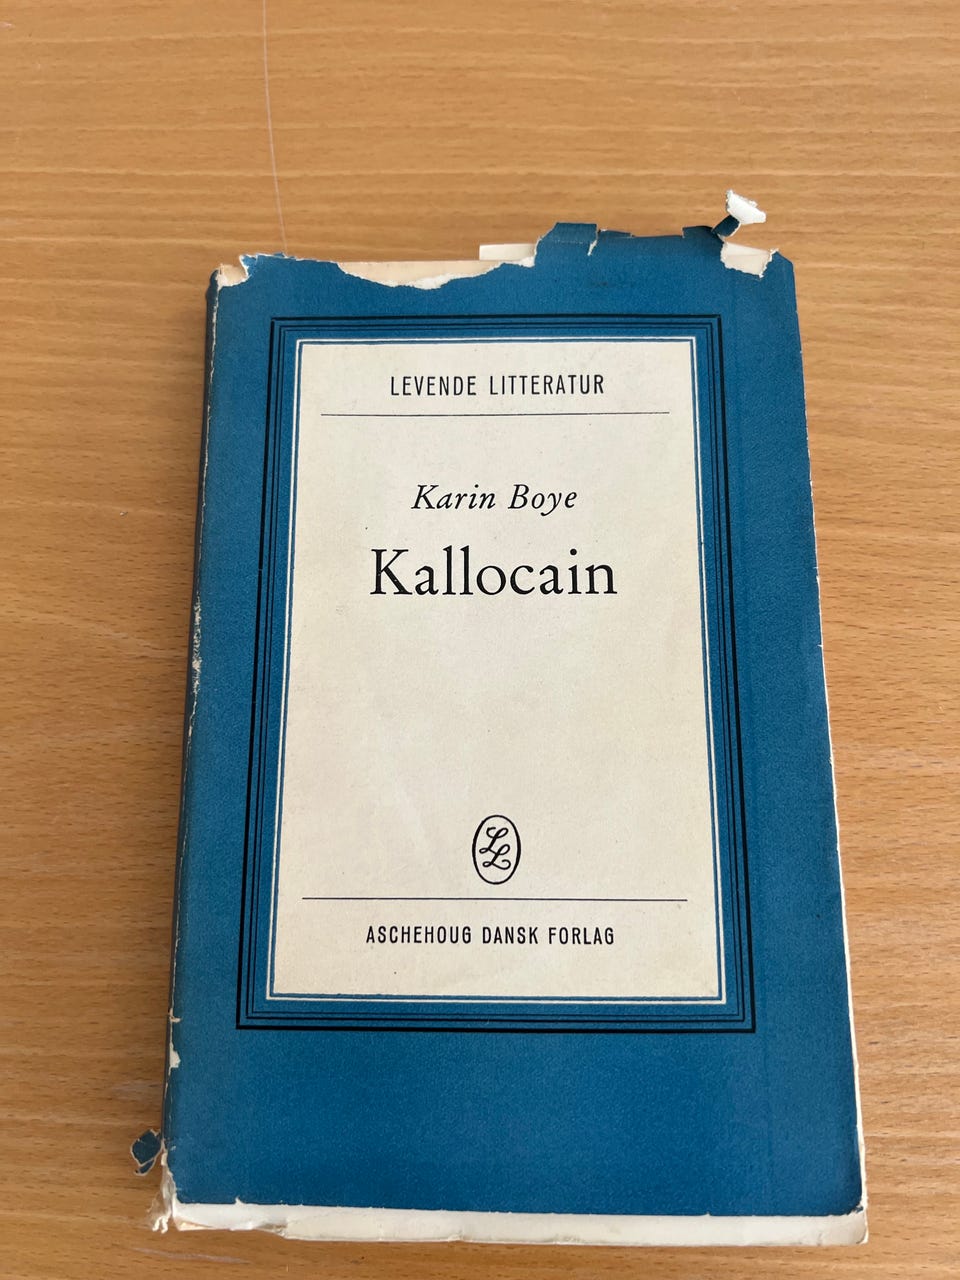 LEVENDE LITTERATUR
Karin Boye
Kallocain
LL
ASCHEHOUG DANSK FORLAG